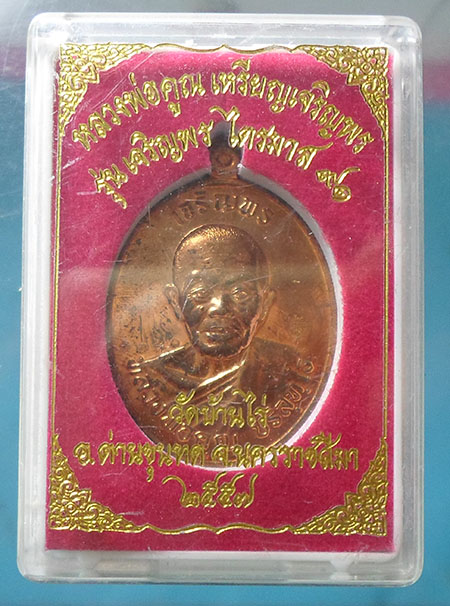 หลวงพ่อคูณ เหรียญเจริญพร
รุ่น เจริญพร ไตรมาส ๙๑
เจริญพร
วัดบ้านไร่
อ.ด่านขุนทด จ.นครราชสีมา
๒๕๕๗